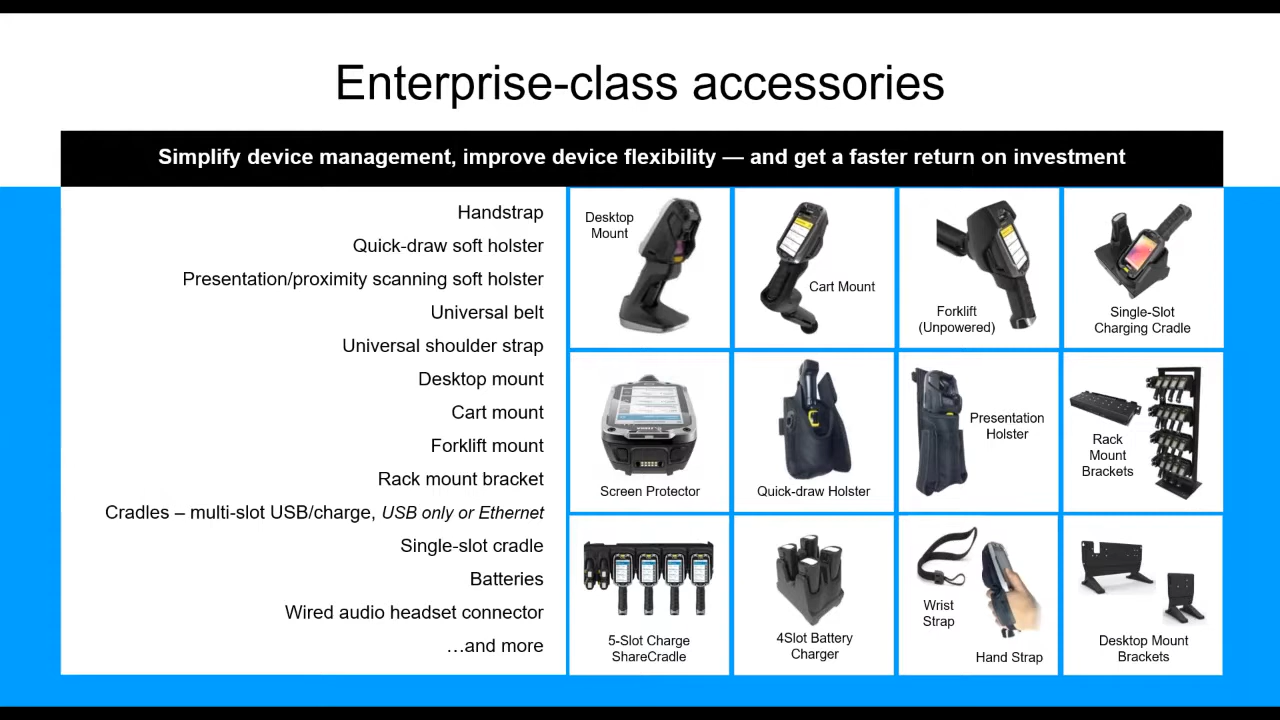 Enterprise-class accessories
Simplify device management, improve device flexibility — and get a faster return on investment
Handstrap
Quick-draw soft holster
Presentation/proximity scanning soft holster
Universal belt
Universal shoulder strap
Desktop mount
Cart mount
Forklift mount
Rack mount bracket
Cradles – multi-slot USB/charge, USB only or Ethernet
Single-slot cradle
Batteries
Wired audio headset connector
…and more
Desktop
Mount
Cart Mount
Forklift
(Unpowered)
Single-Slot
Charging Cradle
Screen Protector
Quick-draw Holster
Presentation
Holster
Rack
Mount
Brackets
5-Slot Charge
ShareCradle
4Slot Battery
Charger
Wrist
Strap
Hand Strap
Desktop Mount
Brackets